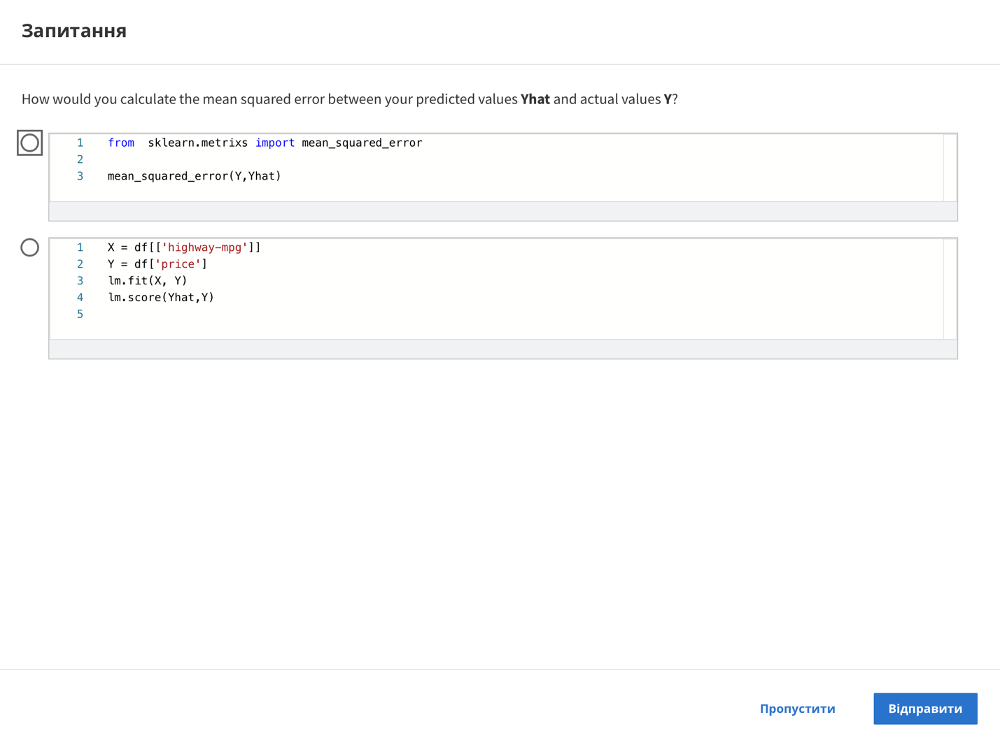 Запитання
How would you calculate the mean squared error between your predicted values Yhat and actual values Y?
1 from  sklearn.metrixs import mean_squared_error
2
3 mean_squared_error(Y,Yhat)
1 X = df[['highway-mpg']]
2 Y = df['price']
3 lm.fit(X, Y)
4 lm.score(Yhat,Y)
5
Пропустити Відправити